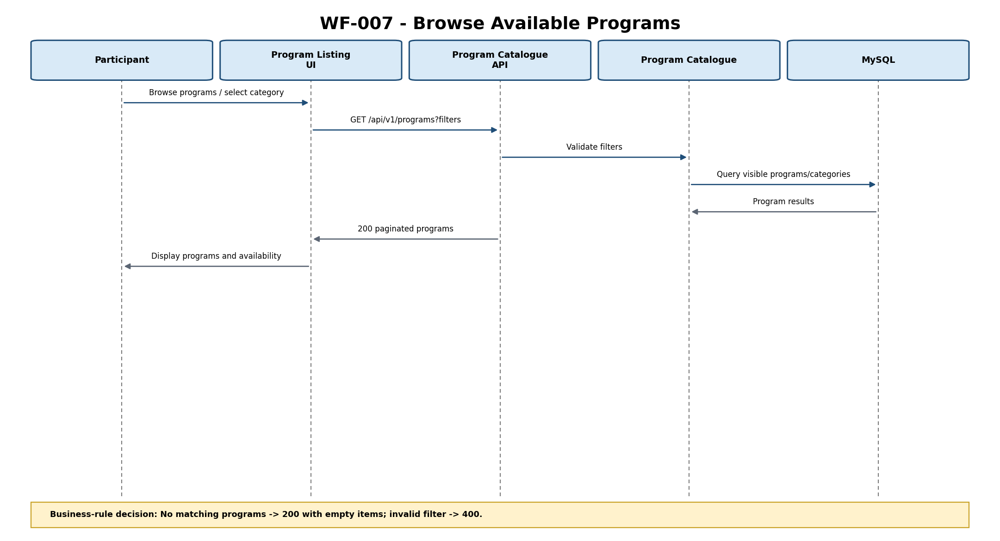 WF-007 - Browse Available Programs
Participant
Program Listing
UI
Program Catalogue
API
Program Catalogue
MySQL
Browse programs / select category
GET /api/v1/programs?filters
Validate filters
Query visible programs/categories
Program results
200 paginated programs
Display programs and availability
Business-rule decision: No matching programs -> 200 with empty items; invalid filter -> 400.